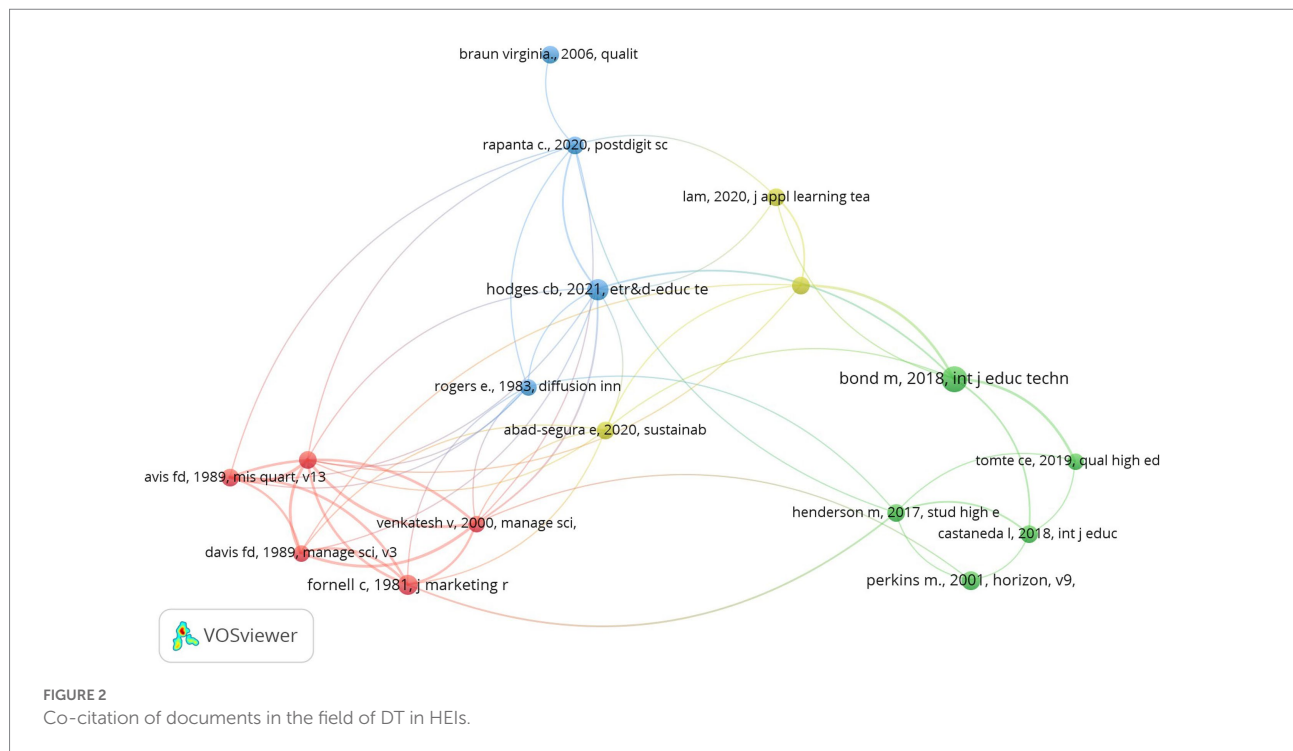 braun virginia., 2006, qualit
rapanta c., 2020, postdigit sc
lam, 2020, j appl learning tea
hodges cb, 2021, etr&d-educ te
bond m, 2018, int j educ techn
rogers e., 1983, diffusion inn
abad-segura e, 2020, sustainab
tomte ce, 2019, qual high ed
avis fd, 1989, mis quart, v13
henderson m, 2017, stud high e
venkatesh v, 2000, manage sci,
castaneda l, 2018, int j educ
davis fd, 1989, manage sci, v3
perkins m., 2001, horizon, v9,
fornell c, 1981, j marketing r
VOSviewer
FIGURE 2
Co-citation of documents in the field of DT in HEIs.